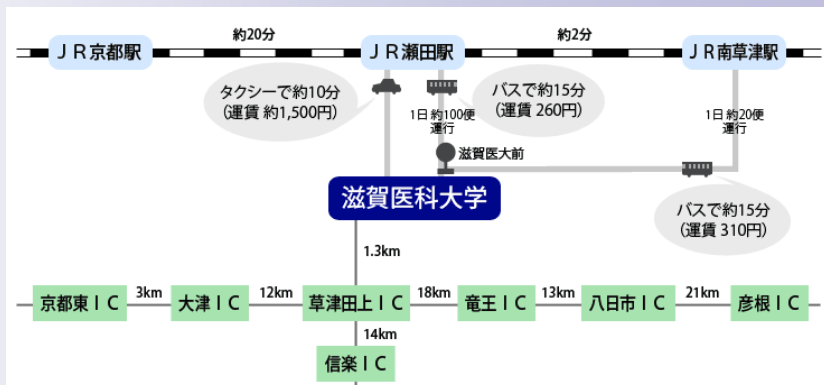 約20分
約2分
JR京都駅
JR瀬田駅
JR南草津駅
タクシーで約10分
(運賃 約1,500円)
バスで約15分
(運賃 260円)
1日 約100便
運行
1日 約20便
運行
滋賀医大前
滋賀医科大学
バスで約15分
(運賃 310円)
1.3km
京都東IC
3km
大津IC
12km
草津田上IC
18km
竜王IC
13km
八日市IC
21km
彦根IC
14km
信楽IC